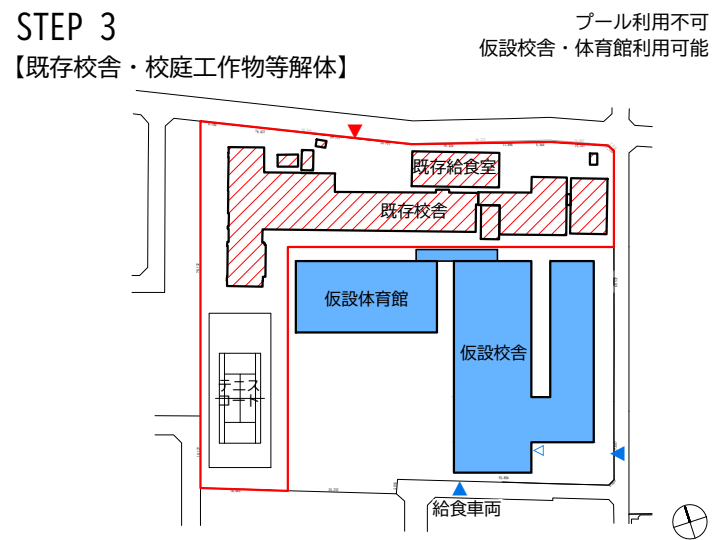 STEP 3
プール利用不可
仮設校舎・体育館利用可能
【既存校舎・校庭工作物等解体】
既存給食室
既存校舎
仮設体育館
仮設校舎
テニス
コート
給食車両